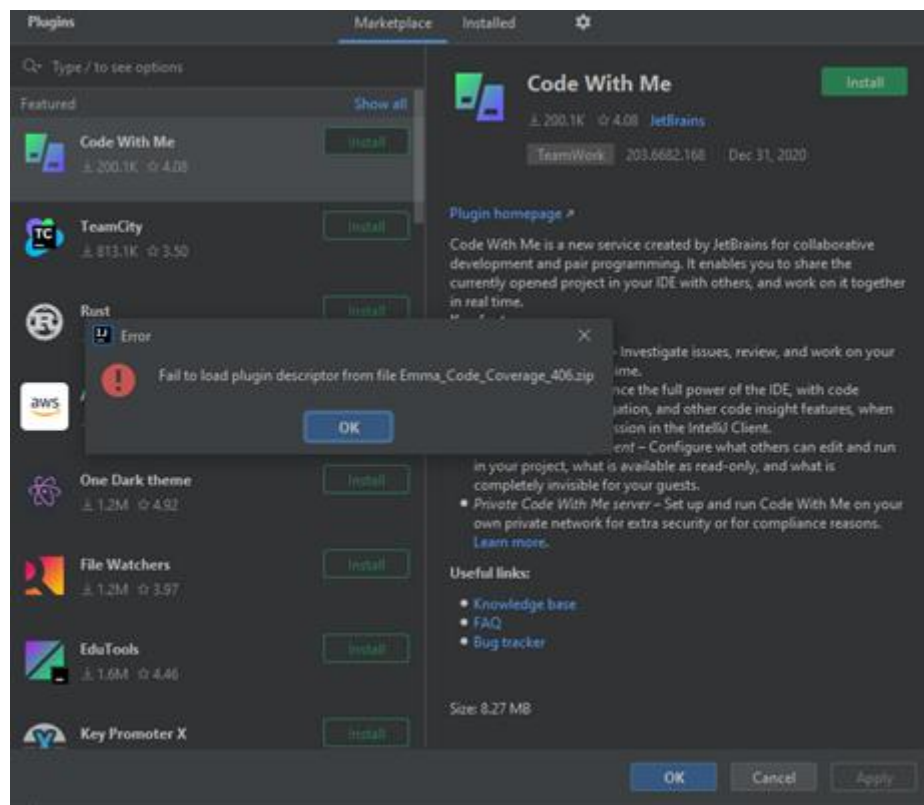 Plugins
Marketplace
Installed
Type / to see options
Featured
Show all
Code With Me
Install
200.1K 4.08
TeamCity
Install
813.1K 3.50
Rust
Install
aws
One Dark theme
Install
1.2M 4.92
File Watchers
Install
1.2M 3.97
EduTools
Install
1.6M 4.46
Key Promoter X
Install
Code With Me
Install
200.1K 4.08 JetBrains
TeamWork 203.6682.168 Dec 31, 2020
Plugin homepage
Code With Me is a new service created by JetBrains for collaborative
development and pair programming. It enables you to share the
currently opened project in your IDE with others, and work on it together
in real time.
Investigate issues, review, and work on your
ime.
nce the full power of the IDE, with code
ation, and other code insight features, when
ssion in the IntelliJ Client.
ent – Configure what others can edit and run
in your project, what is available as read-only, and what is
completely invisible for your guests.
Private Code With Me server – Set up and run Code With Me on your
own private network for extra security or for compliance reasons.
Learn more.
Useful links:
Knowledge base
FAQ
Bug tracker
Size: 8.27 MB
IJ Error
Fail to load plugin descriptor from file Emma_Code_Coverage_406.zip
OK
OK
Cancel
Apply